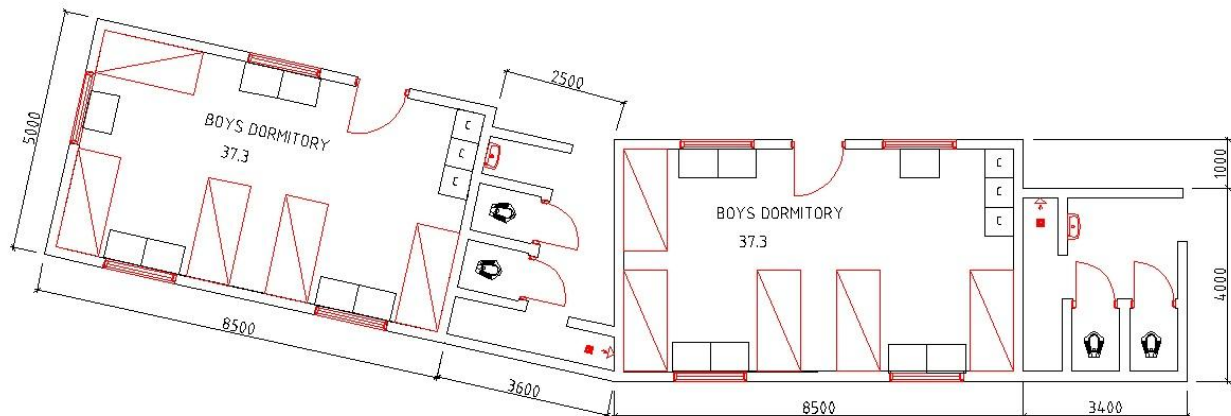 2500
5000
BOYS DORMITORY
37.3
C
C
C
8500
3600
BOYS DORMITORY
37.3
C
C
C
1000
4000
8500
3400